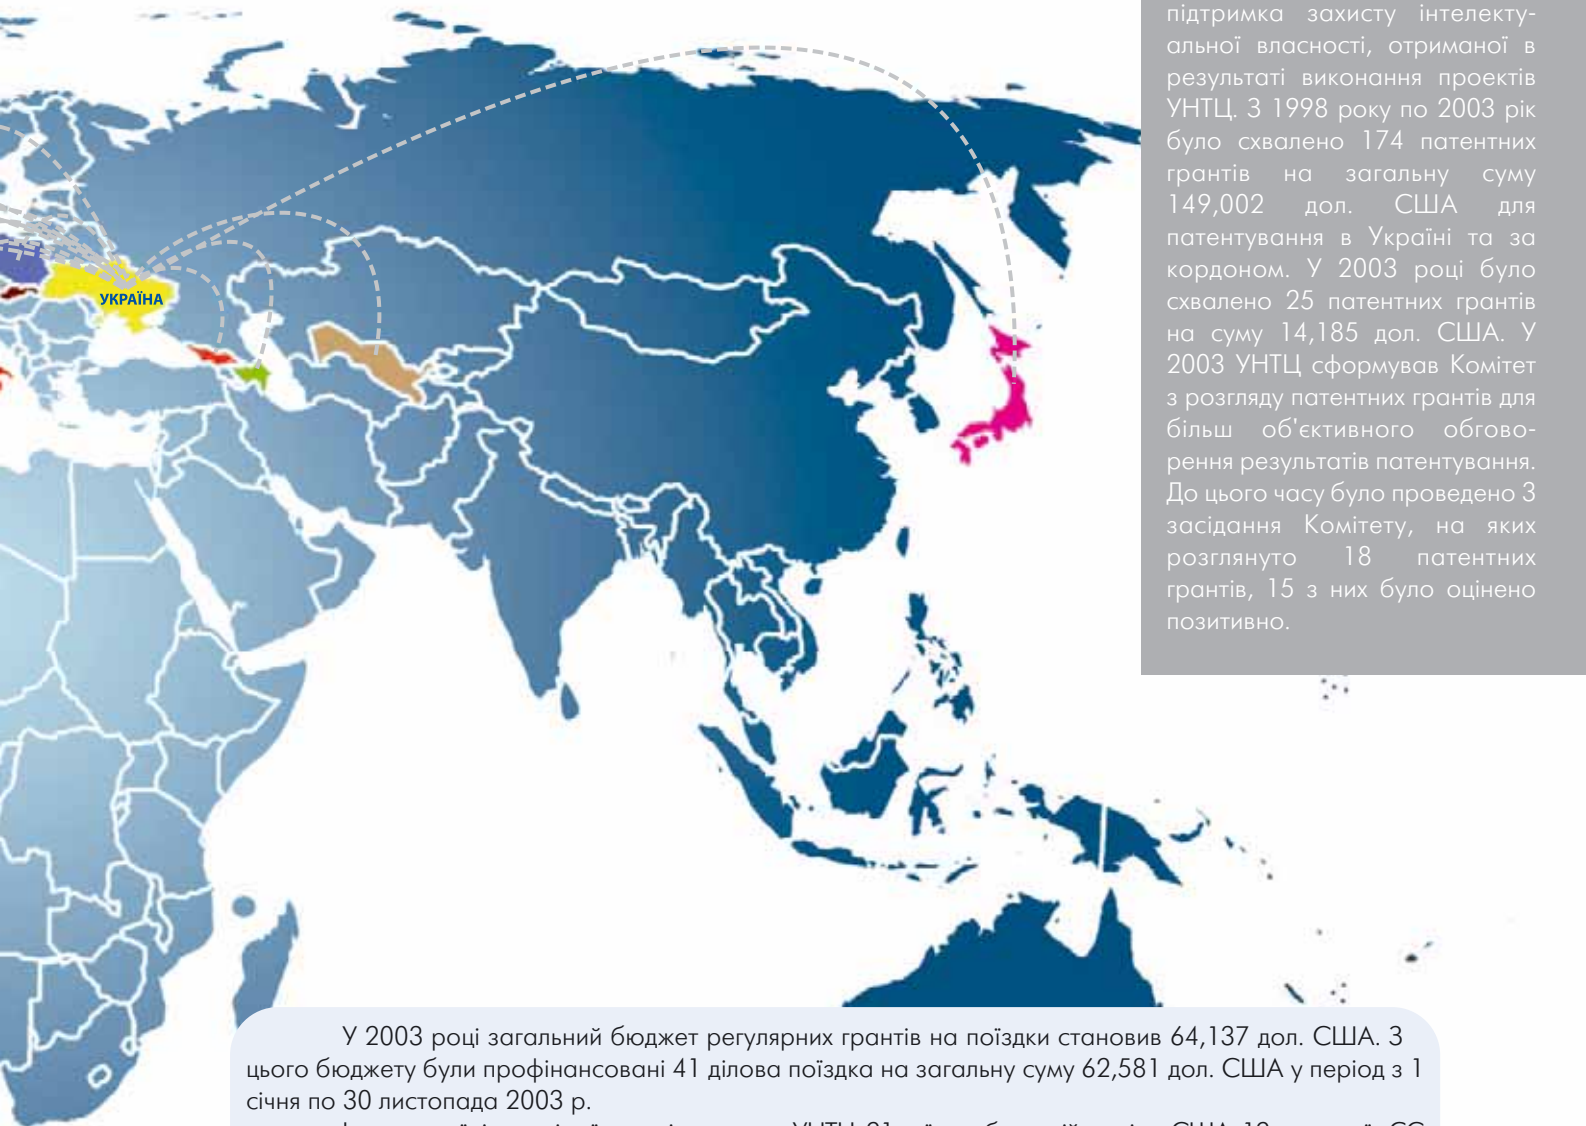 підтримка захисту інтелекту-
альної власності, отриманої в
результаті виконання проектів
УНТЦ. З 1998 року по 2003 рік
було схвалено 174 патентних
грантів на загальну суму
149,002 дол. США для
патентування в Україні та за
кордоном. У 2003 році було
схвалено 25 патентних грантів
на суму 14,185 дол. США. У
2003 УНТЦ сформував Комітет
з розгляду патентних грантів для
більш об'єктивного обгово-
рення результатів патентування.
До цього часу було проведено 3
засідання Комітету, на яких
розглянуто 18 патентних
грантів, 15 з них було оцінено
позитивно.
УКРАЇНА
У 2003 році загальний бюджет регулярних грантів на поїздки становив 64,137 дол. США. З
цього бюджету були профінансовані 41 ділова поїздка на загальну суму 62,581 дол. США у період з 1
січня по 30 листопада 2003 р.